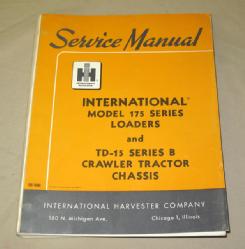 Service Manual
IH
INTERNATIONAL®
MODEL 175 SERIES
LOADERS
and
TD-15 SERIES B
CRAWLER TRACTOR
CHASSIS
INTERNATIONAL HARVESTER COMPANY
180 N. Michigan Ave. Chicago 1, Illinois